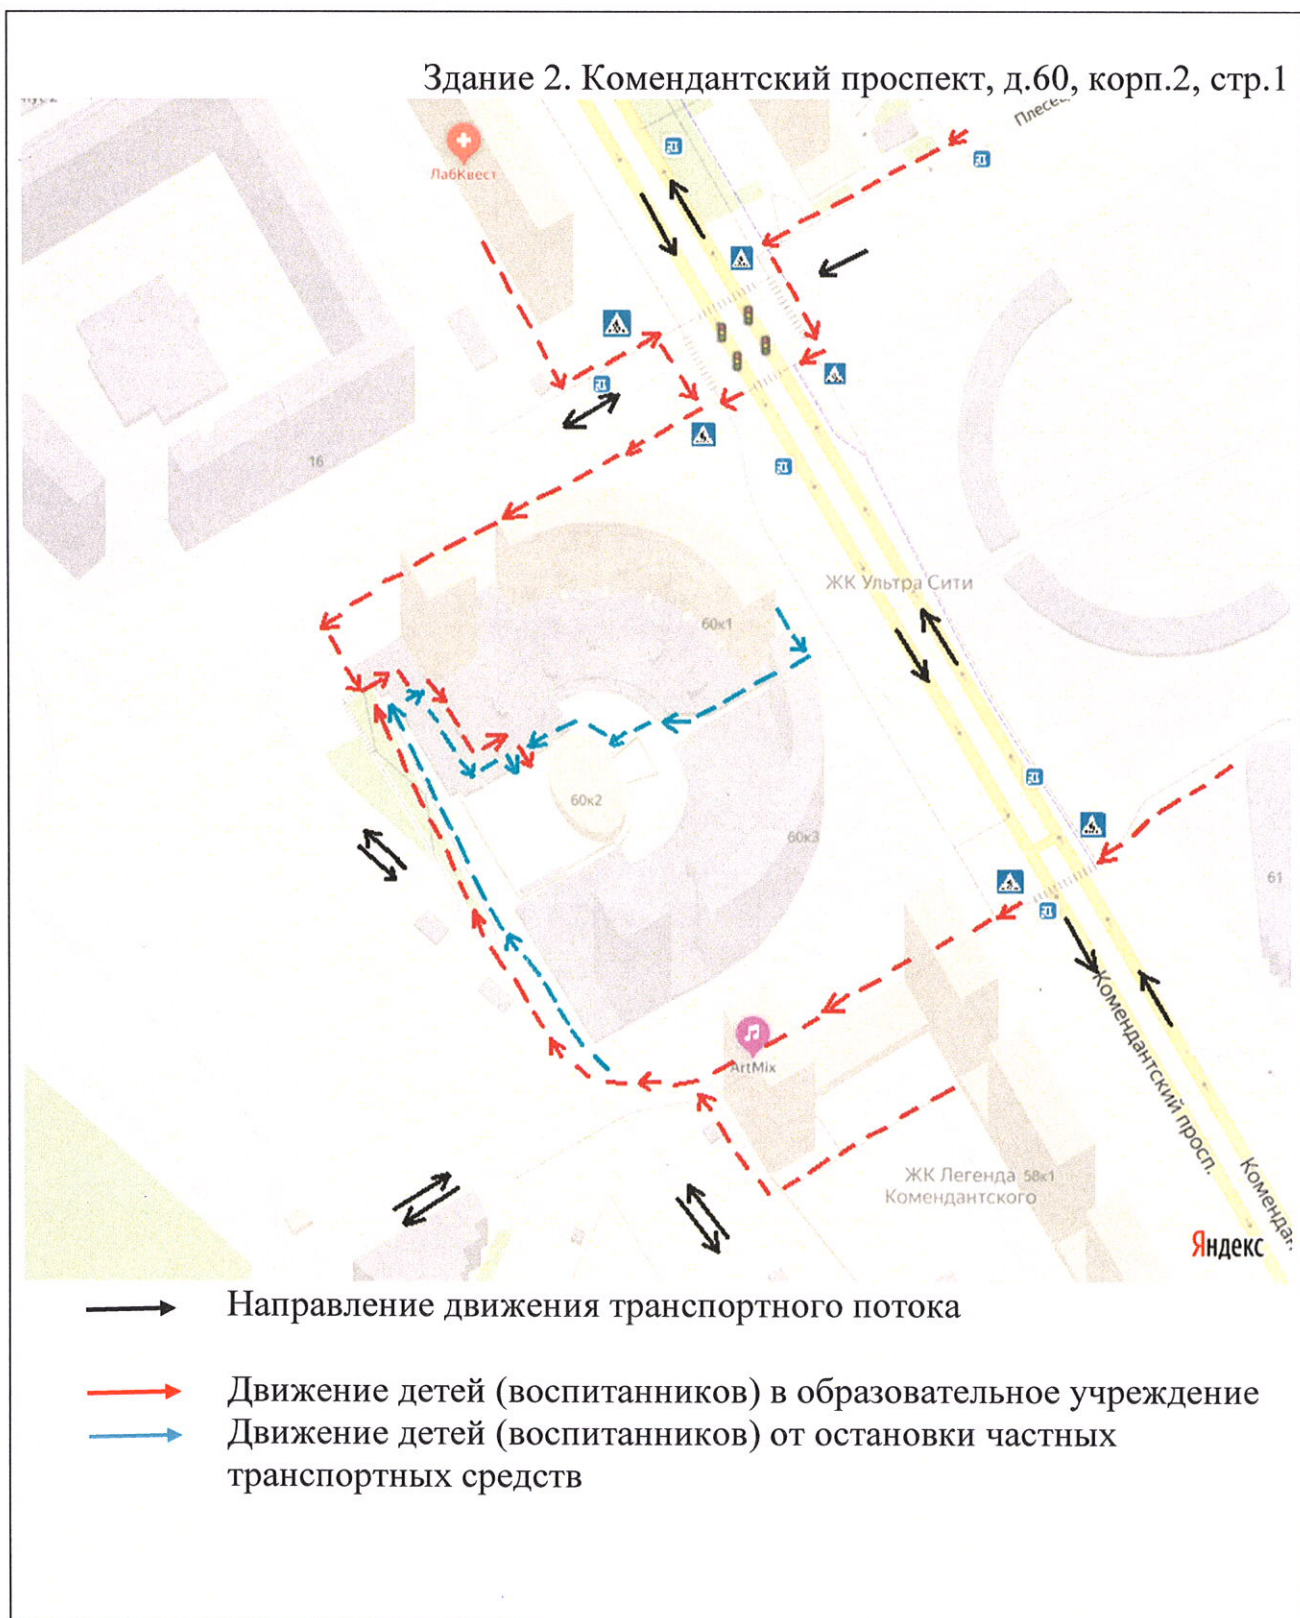 Здание 2. Комендантский проспект, д.60, корп.2, стр.1
ЛабКвест
16
ЖК Ультра Сити
60к1
60к2
60к3
61
ArtMix
Комендантский просп.
ЖК Легенда 58к1
Комендантского
Яндекс
Направление движения транспортного потока
Движение детей (воспитанников) в образовательное учреждение
Движение детей (воспитанников) от остановки частных
транспортных средств